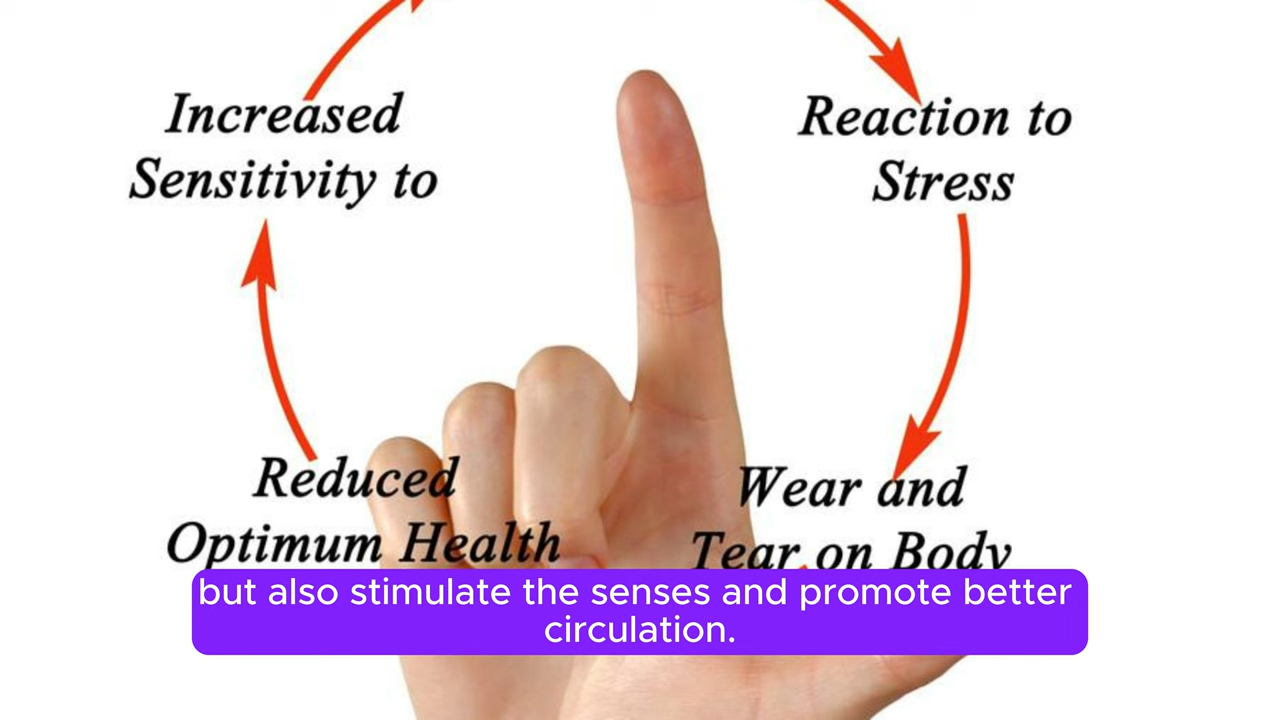 Increased
Sensitivity to
Reaction to
Stress
Reduced
Optimum Health
Wear and
Tear on Body
but also stimulate the senses and promote better
circulation.